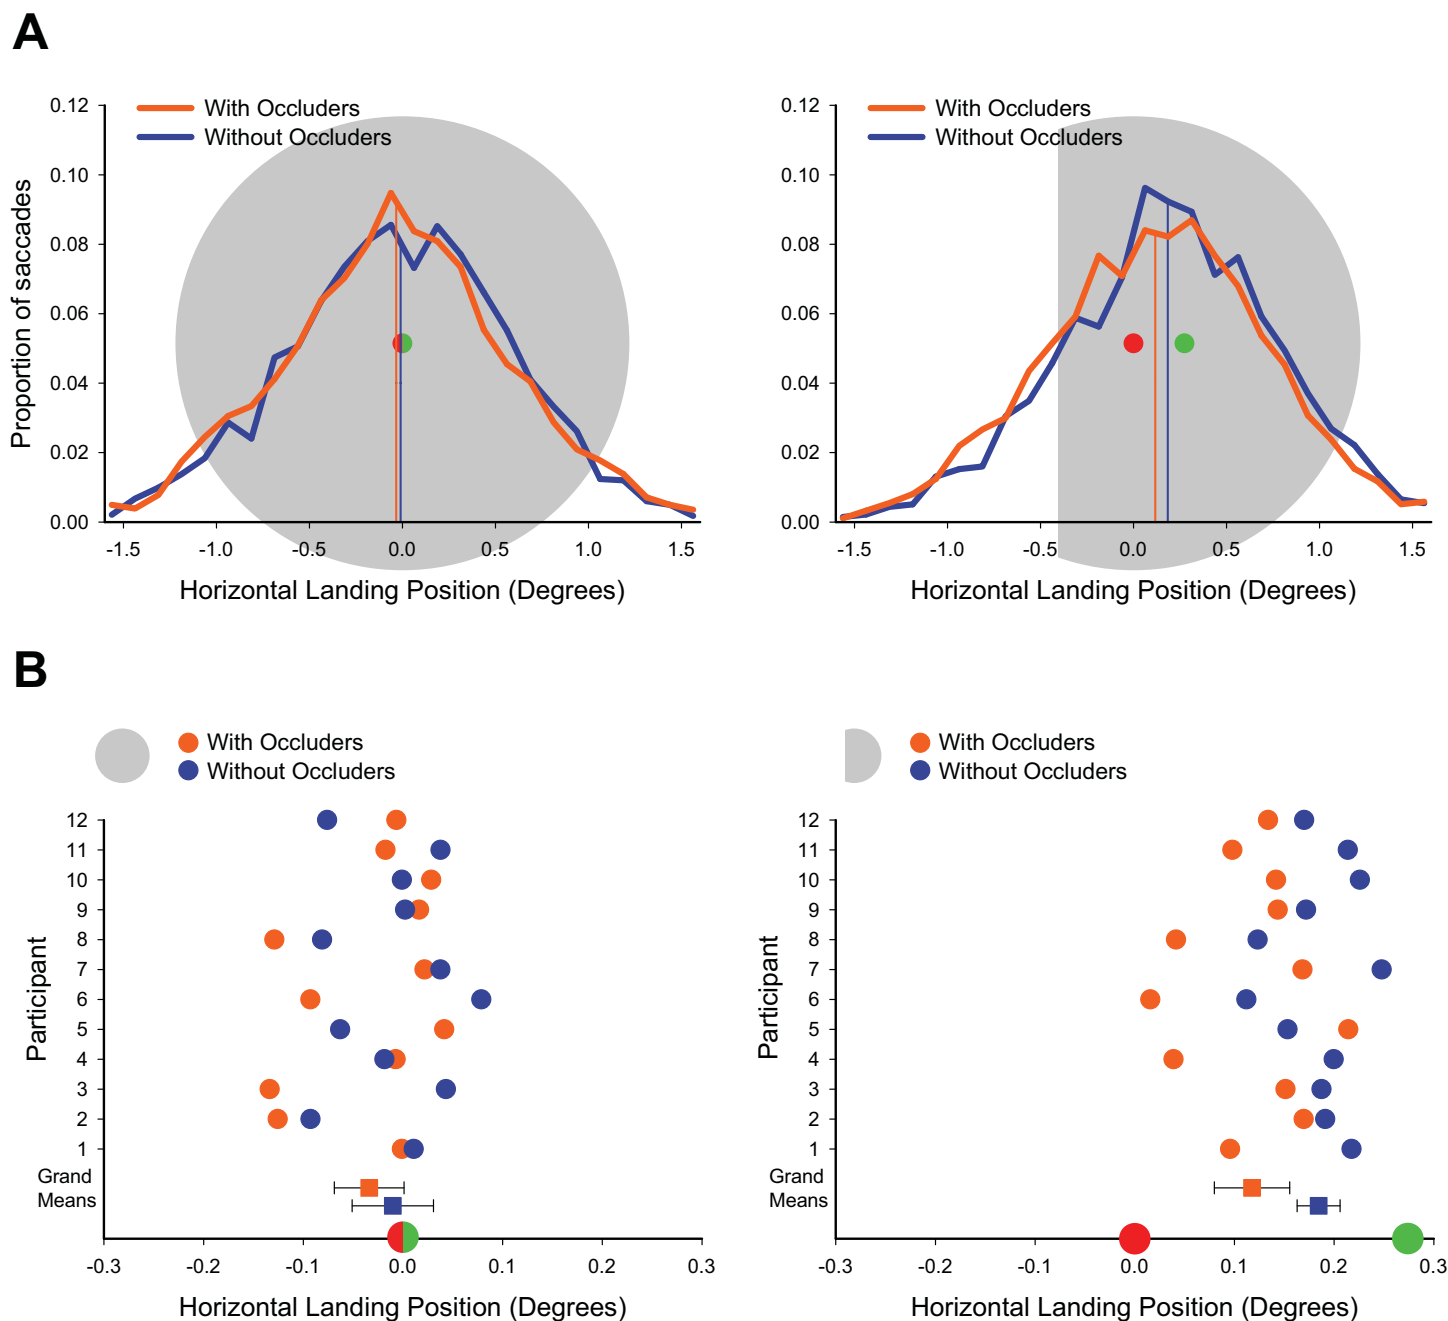 A
With Occluders
Without Occluders
0.12
0.10
0.08
0.06
0.04
0.02
0.00
Proportion of saccades
-1.5 -1.0 -0.5 0.0 0.5 1.0 1.5
Horizontal Landing Position (Degrees)
With Occluders
Without Occluders
0.12
0.10
0.08
0.06
0.04
0.02
0.00
-1.5 -1.0 -0.5 0.0 0.5 1.0 1.5
Horizontal Landing Position (Degrees)
B
With Occluders
Without Occluders
12
11
10
9
8
7
6
5
4
3
2
1
Participant
Grand
Means
-0.3 -0.2 -0.1 0.0 0.1 0.2 0.3
Horizontal Landing Position (Degrees)
With Occluders
Without Occluders
12
11
10
9
8
7
6
5
4
3
2
1
Participant
Grand
Means
-0.3 -0.2 -0.1 0.0 0.1 0.2 0.3
Horizontal Landing Position (Degrees)